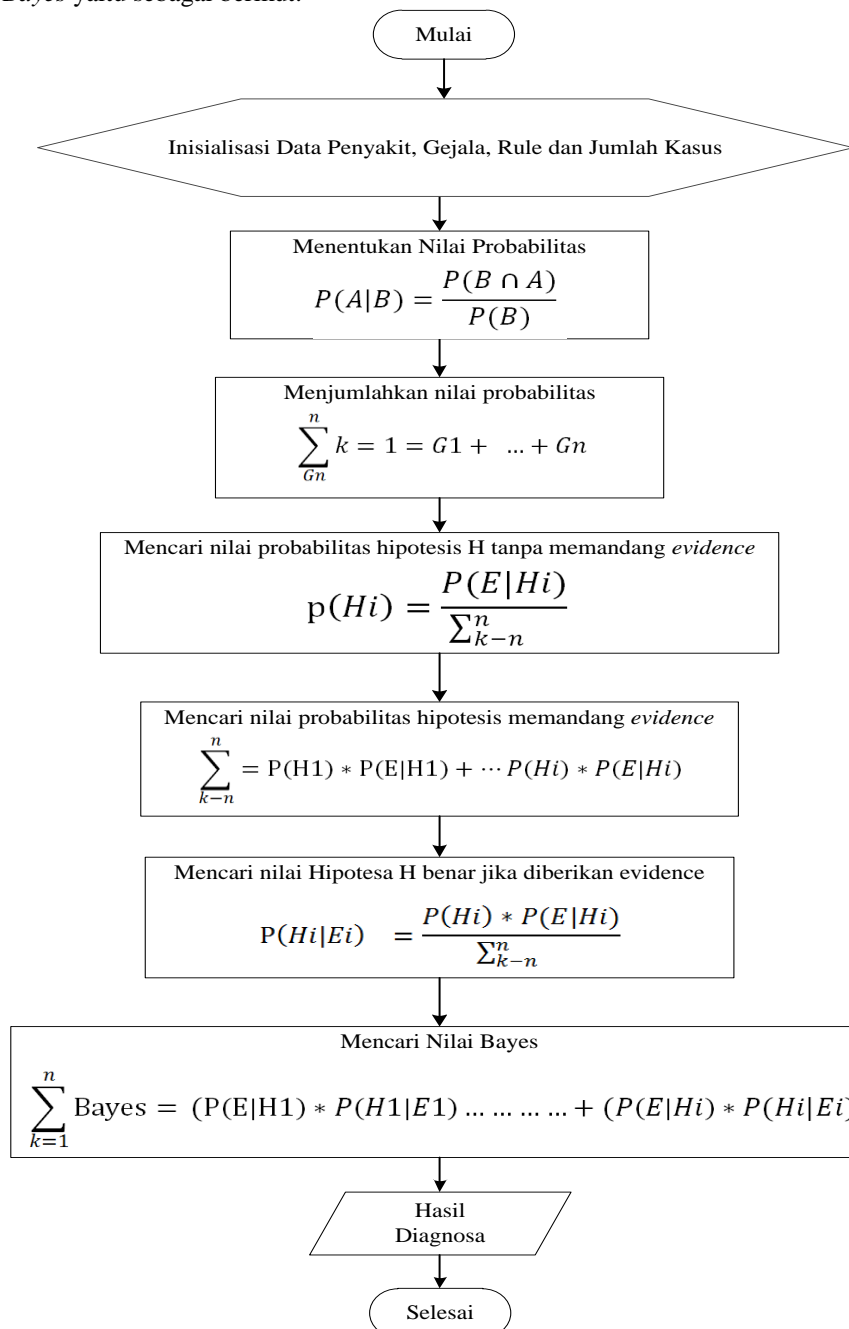 Bayes yaitu sebagai berikut:
Mulai
Inisialisasi Data Penyakit, Gejala, Rule dan Jumlah Kasus
Menentukan Nilai Probabilitas
P(A|B) = P(B ∩ A) / P(B)
Menjumlahkan nilai probabilitas
∑_{Gn}^{n} k = 1 = G1 + ... + Gn
Mencari nilai probabilitas hipotesis H tanpa memandang evidence
p(Hi) = P(E|Hi) / ∑_{k−n}^{n}
Mencari nilai probabilitas hipotesis memandang evidence
∑_{k−n}^{n} = P(H1) ∗ P(E|H1) + ⋯ P(Hi) ∗ P(E|Hi)
Mencari nilai Hipotesa H benar jika diberikan evidence
P(Hi|Ei) = P(Hi) ∗ P(E|Hi) / ∑_{k−n}^{n}
Mencari Nilai Bayes
∑_{k=1}^{n} Bayes = (P(E|H1) ∗ P(H1|E1) ... ... ... ... + (P(E|Hi) ∗ P(Hi|Ei)
Hasil
Diagnosa
Selesai